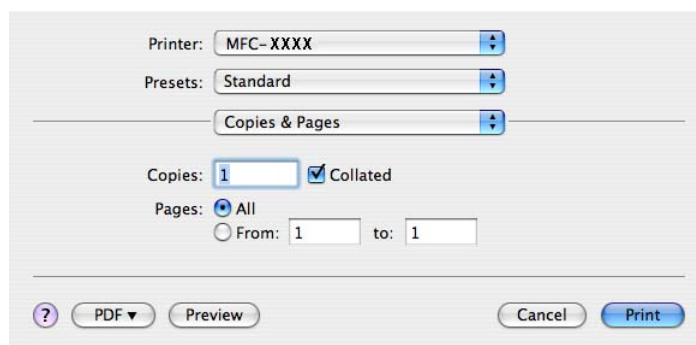 Printer: MFC-XXXX
Presets: Standard
Copies & Pages
Copies: 1 Collated
Pages: All
From: 1 to: 1
? PDF▼ Preview Cancel Print